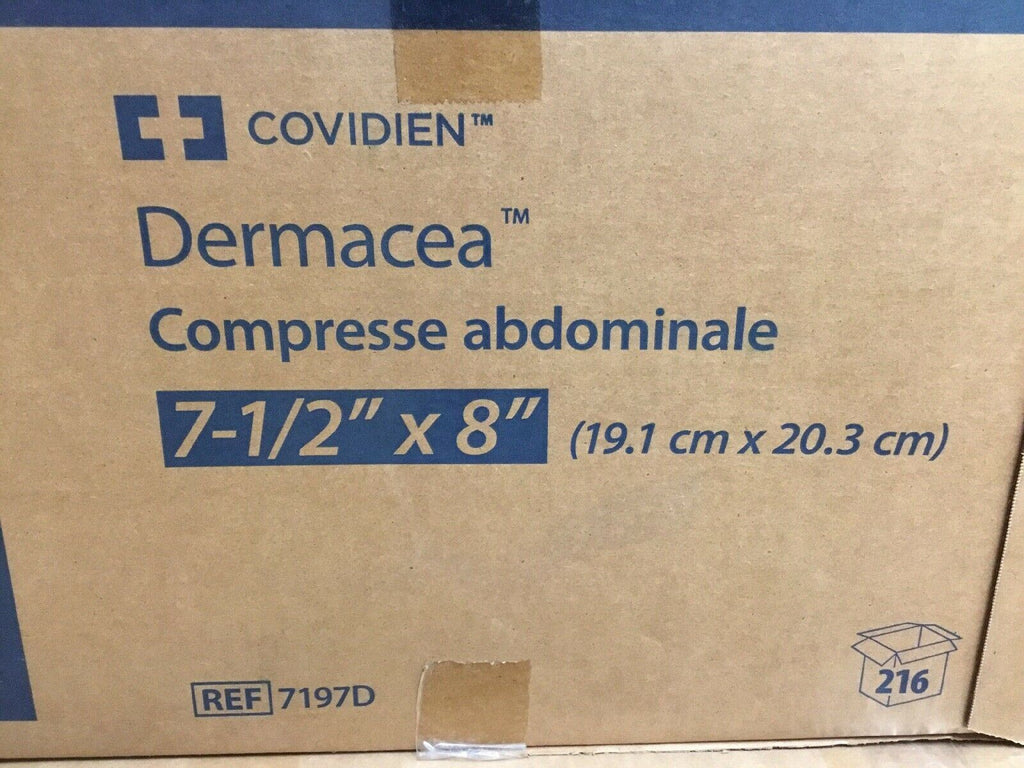 COVIDIEN™
Dermacea™
Compresse abdominale
7-1/2” x 8” (19.1 cm x 20.3 cm)
REF 7197D
216